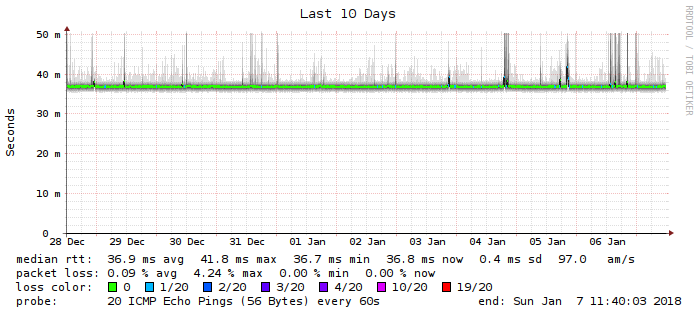 Last 10 Days
RRDTOOL / TOBI OETIKER
Seconds
50 m
40 m
30 m
20 m
10 m
0
28 Dec 29 Dec 30 Dec 31 Dec 01 Jan 02 Jan 03 Jan 04 Jan 05 Jan 06 Jan
median rtt: 36.9 ms avg 41.8 ms max 36.7 ms min 36.8 ms now 0.4 ms sd 97.0 am/s
packet loss: 0.09 % avg 4.24 % max 0.00 % min 0.00 % now
loss color: 0 1/20 2/20 3/20 4/20 10/20 19/20
probe: 20 ICMP Echo Pings (56 Bytes) every 60s end: Sun Jan 7 11:40:03 2018